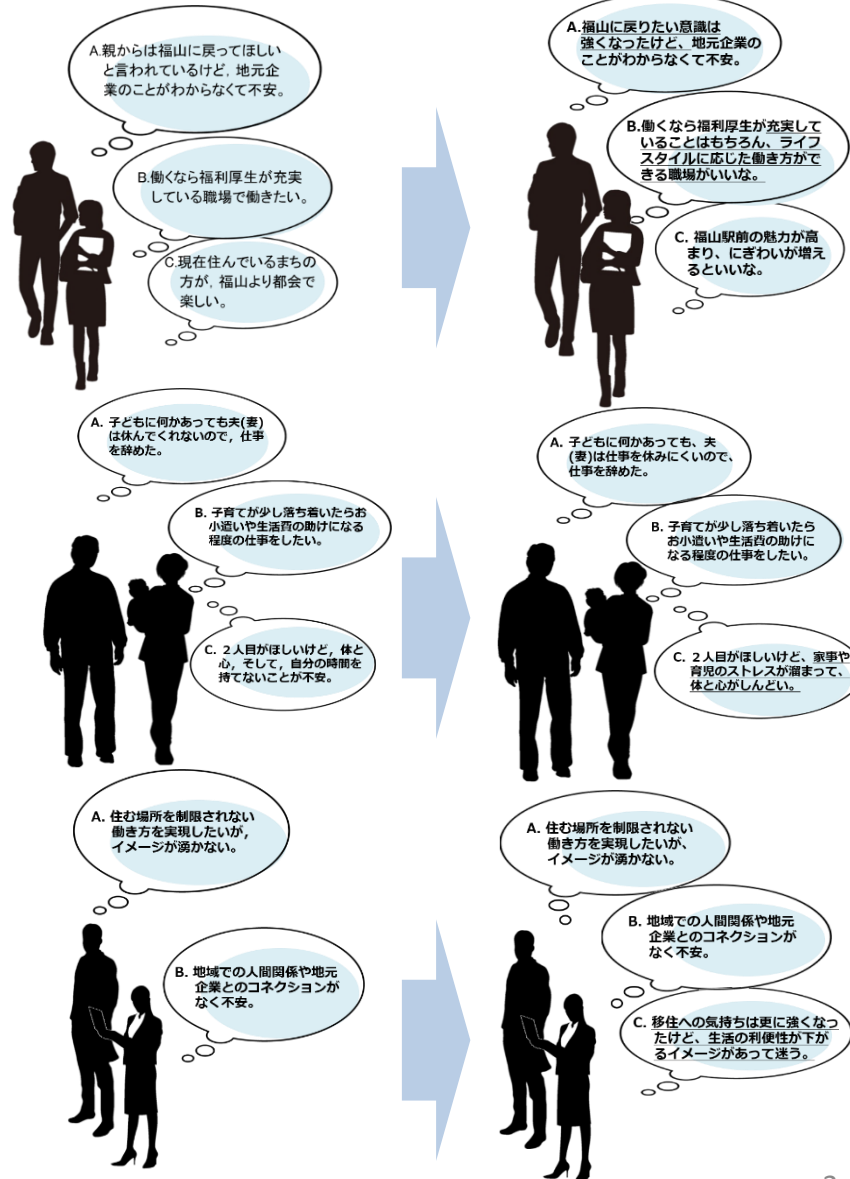 A.親からは福山に戻ってほしい
と言われているけど，地元企
業のことがわからなくて不安。
B.働くなら福利厚生が充実
している職場で働きたい。
C.現在住んでいるまちの
方が，福山より都会で
楽しい。
A.福山に戻りたい意識は
強くなったけど、地元企業の
ことがわからなくて不安。
B.働くなら福利厚生が充実して
いることはもちろん、ライフ
スタイルに応じた働き方がで
きる職場がいいな。
C. 福山駅前の魅力が高
まり、にぎわいが増え
るといいな。
A. 子どもに何かあっても夫(妻)
は休んでくれないので，仕事
を辞めた。
B. 子育てが少し落ち着いたらお
小遣いや生活費の助けになる
程度の仕事をしたい。
C. ２人目がほしいけど，体と
心，そして，自分の時間を
持てないことが不安。
A. 子どもに何かあっても、夫
(妻)は仕事を休みにくいので、
仕事を辞めた。
B. 子育てが少し落ち着いたら
お小遣いや生活費の助けに
なる程度の仕事をしたい。
C. ２人目がほしいけど、家事や
育児のストレスが溜まって、
体と心がしんどい。
A. 住む場所を制限されない
働き方を実現したいが，
イメージが湧かない。
B. 地域での人間関係や地元
企業とのコネクションが
なく不安。
A. 住む場所を制限されない
働き方を実現したいが、
イメージが湧かない。
B. 地域での人間関係や地元
企業とのコネクションが
なく不安。
C. 移住への気持ちは更に強くなっ
たけど、生活の利便性が下が
るイメージがあって迷う。